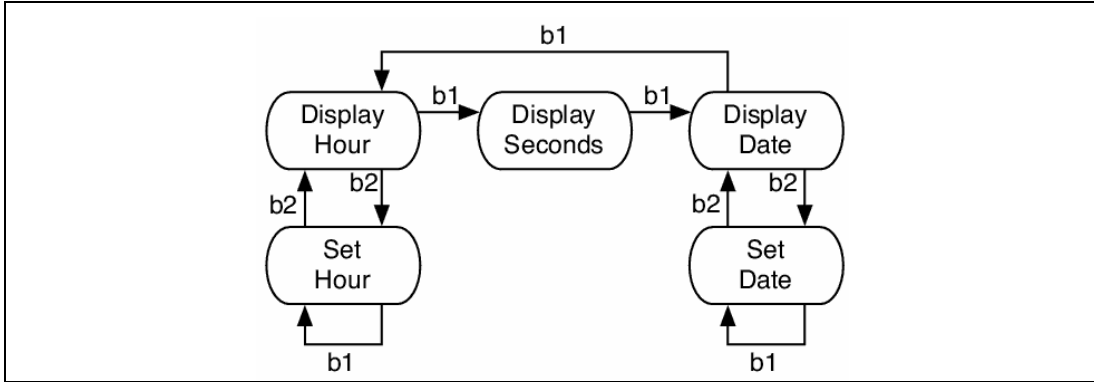 b1
Display
Hour
b1
Display
Seconds
b1
Display
Date
b2
b2
b2
b2
Set
Hour
Set
Date
b1
b1